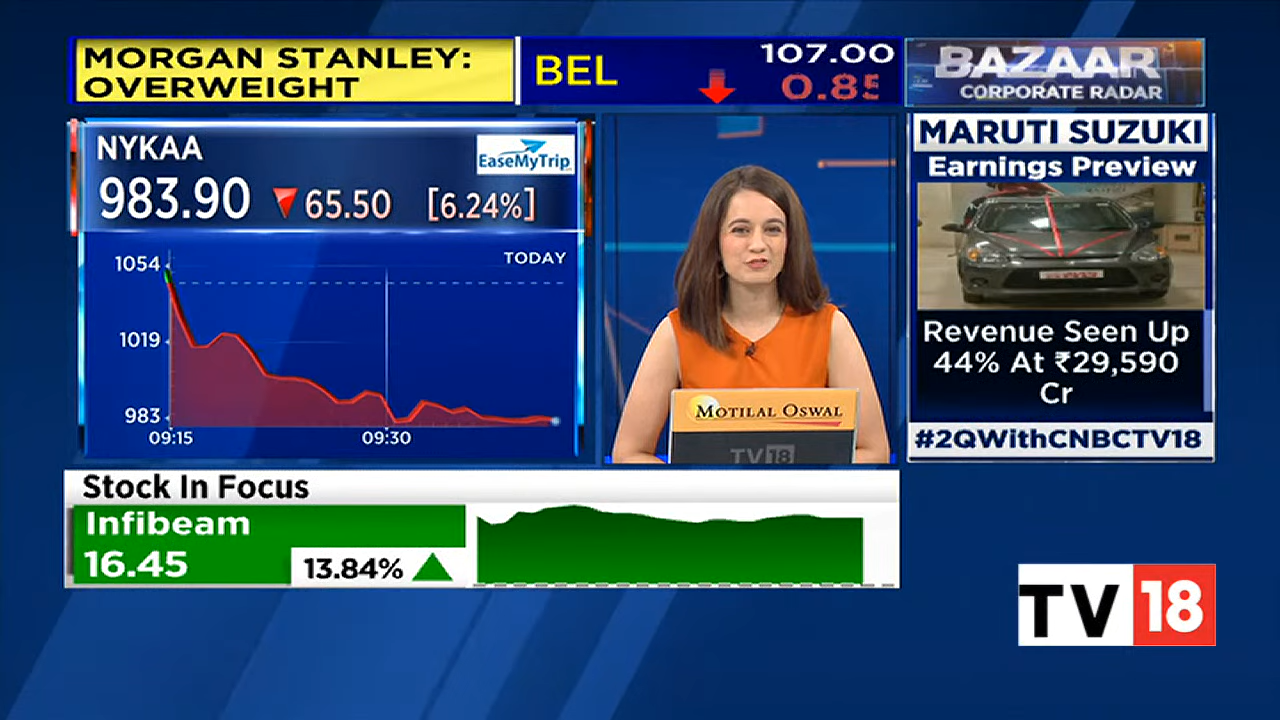 MORGAN STANLEY:
OVERWEIGHT
BEL
107.00
0.85
BAZAAR
CORPORATE RADAR
NYKAA
983.90
65.50
[6.24%]
EaseMyTrip
TODAY
1054
1019
983
09:15
09:30
MOTILAL OSWAL
TV18
MARUTI SUZUKI
Earnings Preview
Revenue Seen Up
44% At ₹29,590
Cr
#2QWithCNBCTV18
Stock In Focus
Infibeam
16.45
13.84%
TV18